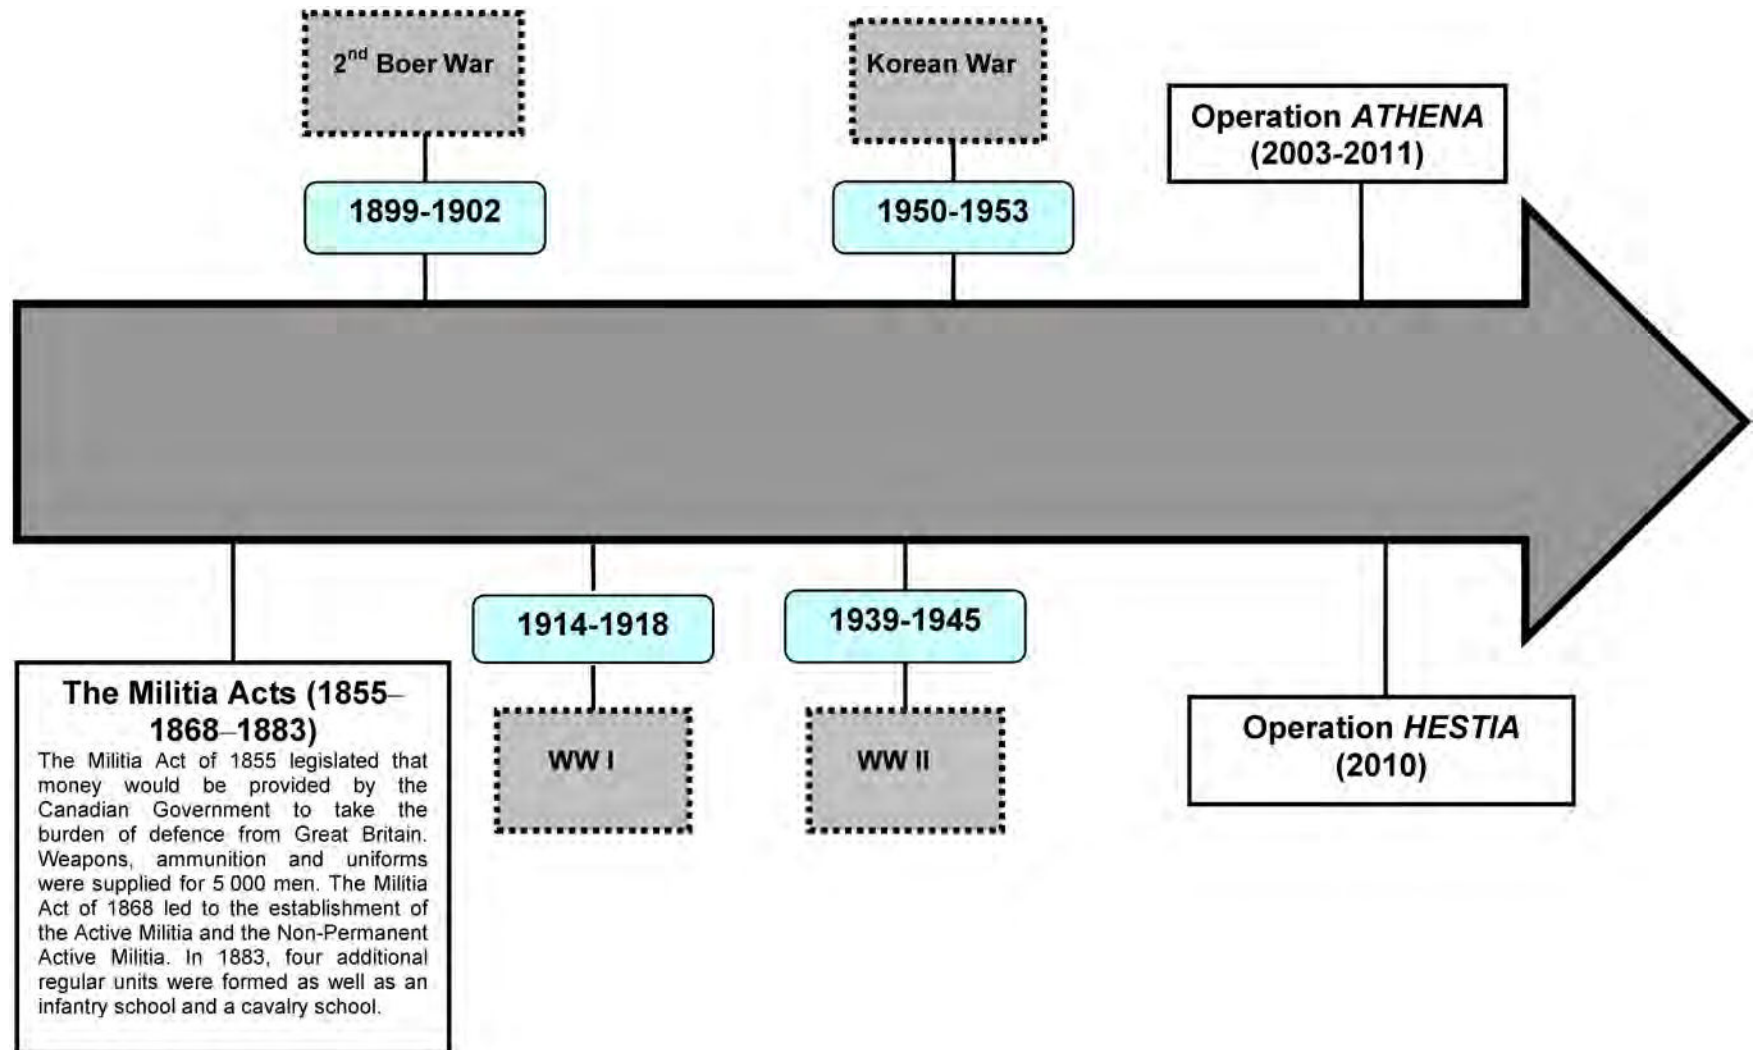 2nd Boer War
Korean War
Operation ATHENA
(2003-2011)
1899-1902
1950-1953
1914-1918
1939-1945
The Militia Acts (1855–
1868–1883)
The Militia Act of 1855 legislated that
money would be provided by the
Canadian Government to take the
burden of defence from Great Britain.
Weapons, ammunition and uniforms
were supplied for 5 000 men. The Militia
Act of 1868 led to the establishment of
the Active Militia and the Non-Permanent
Active Militia. In 1883, four additional
regular units were formed as well as an
infantry school and a cavalry school.
WW I
WW II
Operation HESTIA
(2010)